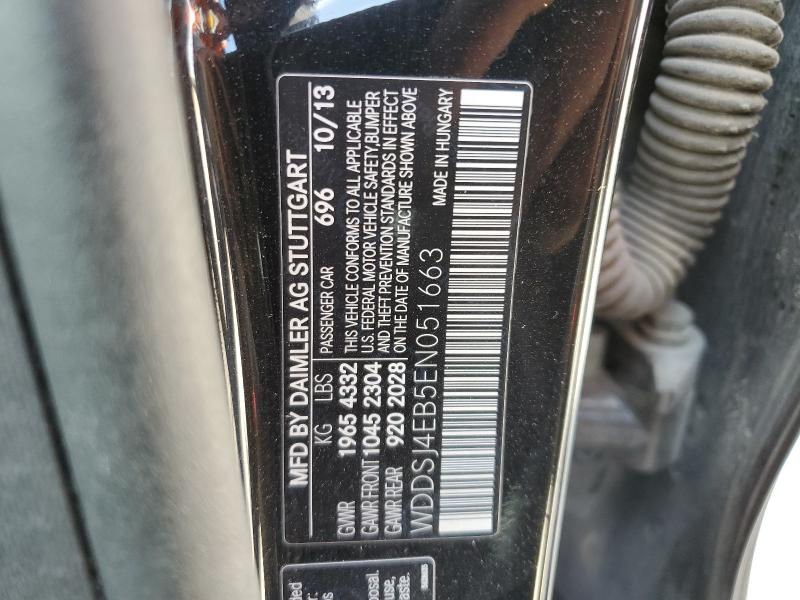 MFD BY DAIMLER AG STUTTGART
KG LBS PASSENGER CAR 696 10/13
GVWR 1965 4332 THIS VEHICLE CONFORMS TO ALL APPLICABLE
GAWR FRONT 1045 2304 U.S. FEDERAL MOTOR VEHICLE SAFETY, BUMPER
AND THEFT PREVENTION STANDARDS IN EFFECT
GAWR REAR 920 2028 ON THE DATE OF MANUFACTURE SHOWN ABOVE
WDDSJ4EB5EN051663 MADE IN HUNGARY